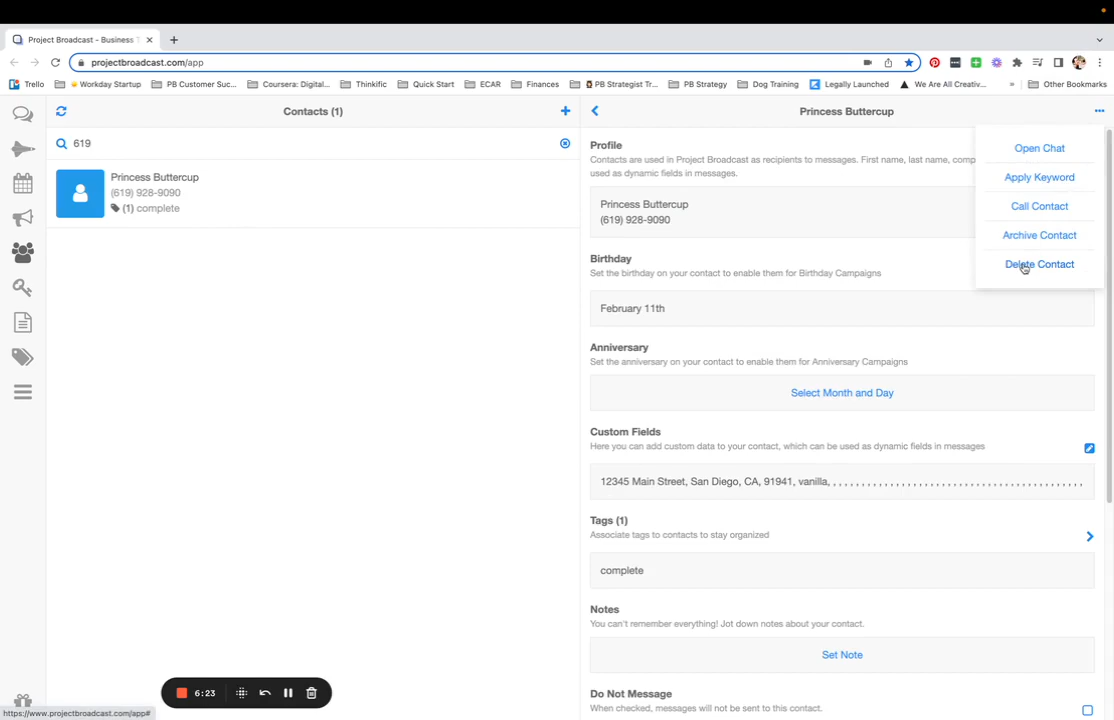 Project Broadcast - Business T
projectbroadcast.com/app
Trello
Workday Startup
PB Customer Suc...
Coursera: Digital...
Thinkific
Quick Start
ECAR
Finances
PB Strategist Tr...
PB Strategy
Dog Training
Legally Launched
We Are All Creativ...
»
Other Bookmarks
Contacts (1)
Princess Buttercup
619
Princess Buttercup
(619) 928-9090
(1) complete
Profile
Contacts are used in Project Broadcast as recipients to messages. First name, last name, comp
used as dynamic fields in messages.
Princess Buttercup
(619) 928-9090
Open Chat
Apply Keyword
Call Contact
Archive Contact
Delete Contact
Birthday
Set the birthday on your contact to enable them for Birthday Campaigns
February 11th
Anniversary
Set the anniversary on your contact to enable them for Anniversary Campaigns
Select Month and Day
Custom Fields
Here you can add custom data to your contact, which can be used as dynamic fields in messages
12345 Main Street, San Diego, CA, 91941, vanilla, , , , , , , , , , , , , , , , , , , , , , , , , , , , , , , , , , , , , , , , , , ,
Tags (1)
Associate tags to contacts to stay organized
complete
Notes
You can't remember everything! Jot down notes about your contact.
Set Note
Do Not Message
When checked, messages will not be sent to this contact.
6:23
https://www.projectbroadcast.com/app#